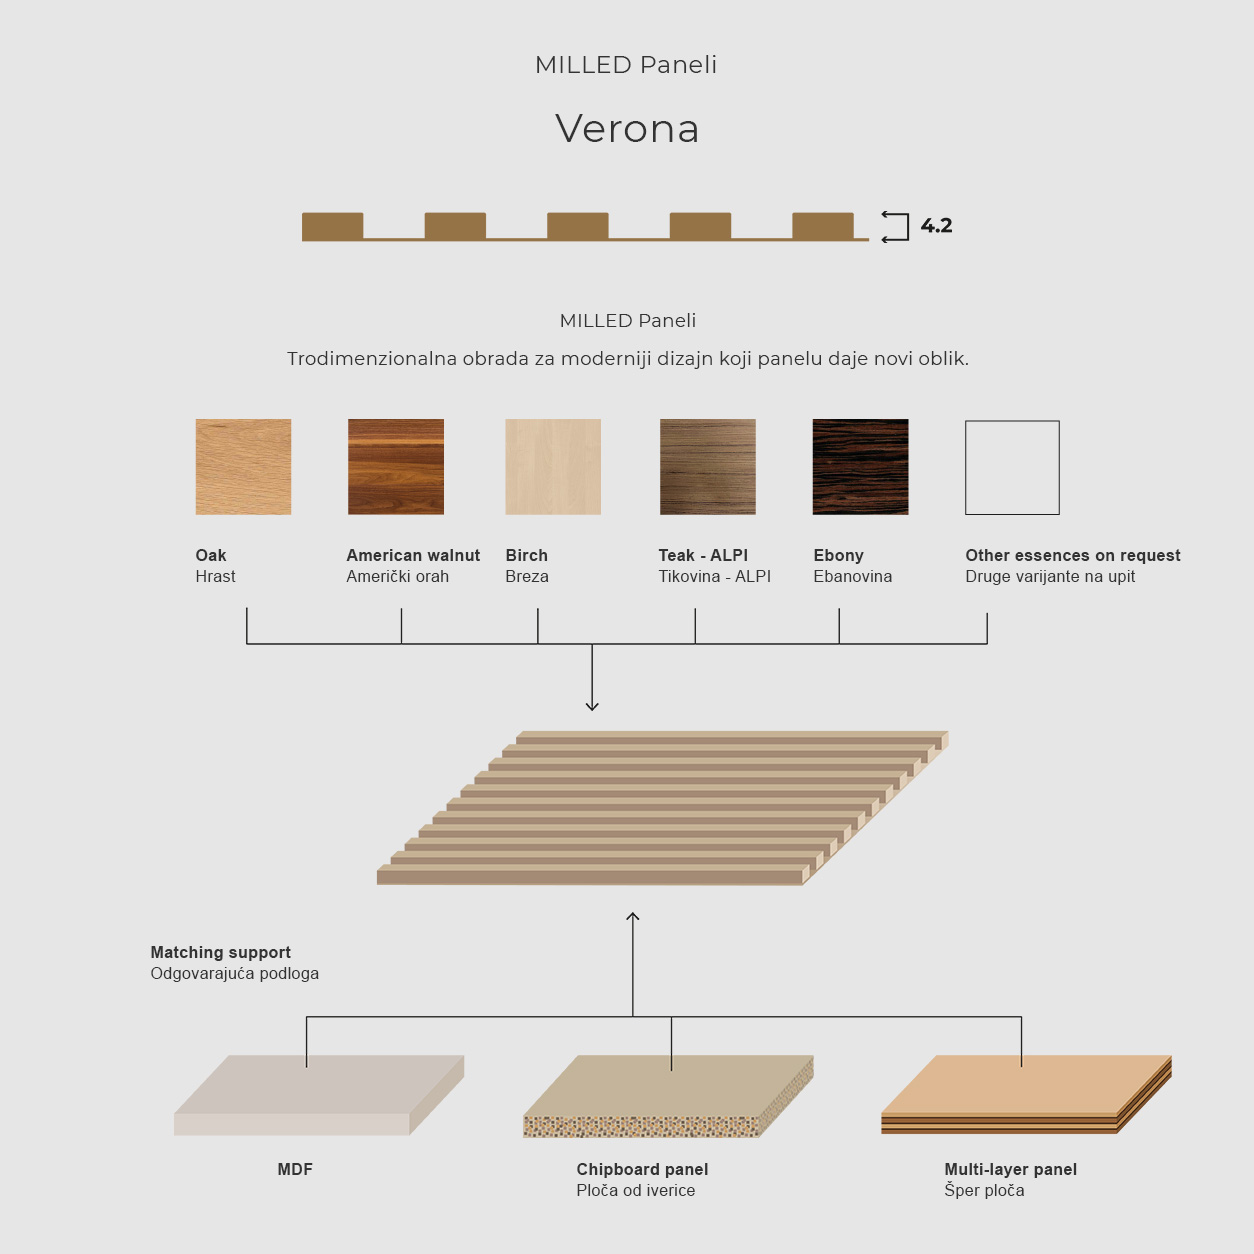 MILLED Paneli
Verona
4.2
MILLED Paneli
Trodimenzionalna obrada za moderniji dizajn koji panelu daje novi oblik.
Oak
Hrast
American walnut
Američki orah
Birch
Breza
Teak - ALPI
Tikovina - ALPI
Ebony
Ebanovina
Other essences on request
Druge varijante na upit
Matching support
Odgovarajuća podloga
MDF
Chipboard panel
Ploča od iverice
Multi-layer panel
Šper ploča